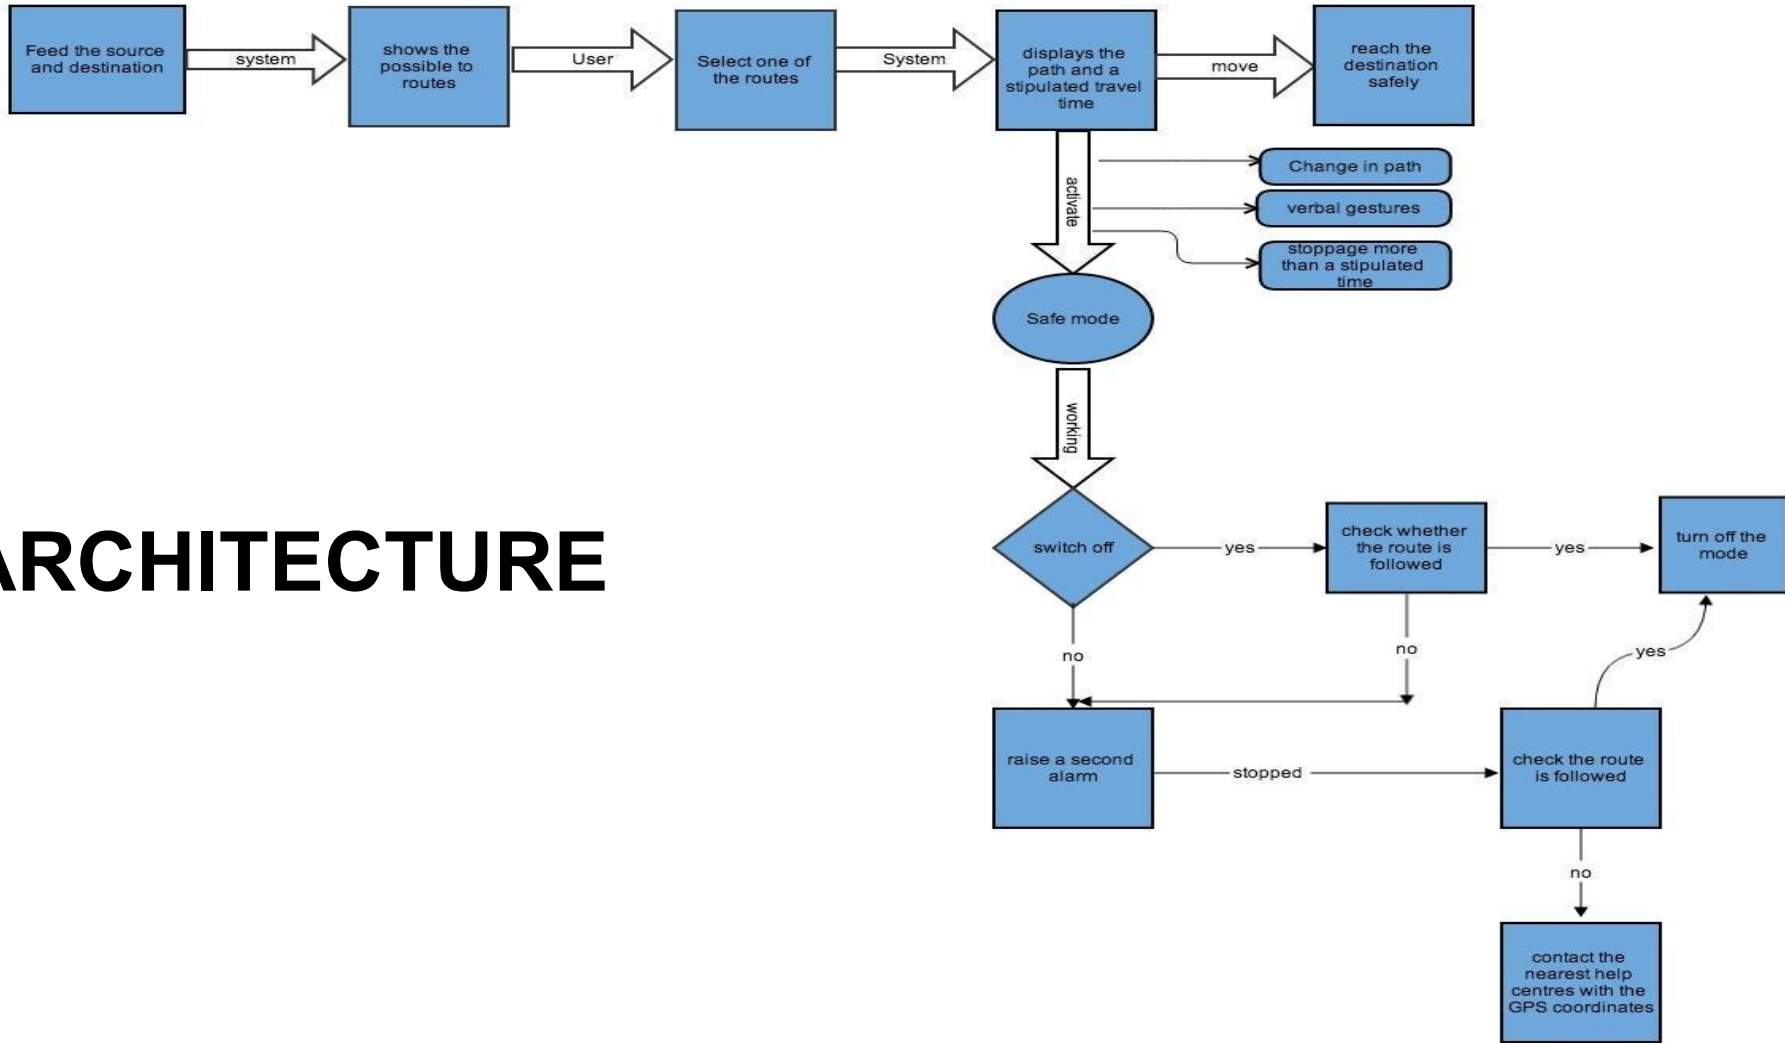 Feed the source
and destination
system
shows the
possible to
routes
User
Select one of
the routes
System
displays the
path and a
stipulated travel
time
move
reach the
destination
safely
activate
Change in path
verbal gestures
stoppage more
than a stipulated
time
Safe mode
working
ARCHITECTURE
switch off
yes
check whether
the route is
followed
yes
turn off the
mode
no
no
yes
raise a second
alarm
stopped
check the route
is followed
no
contact the
nearest help
centres with the
GPS coordinates